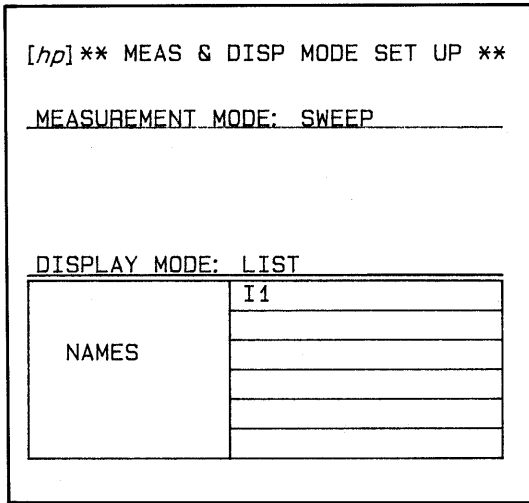 [hp] ** MEAS & DISP MODE SET UP **
MEASUREMENT MODE: SWEEP
DISPLAY MODE: LIST
I1
NAMES